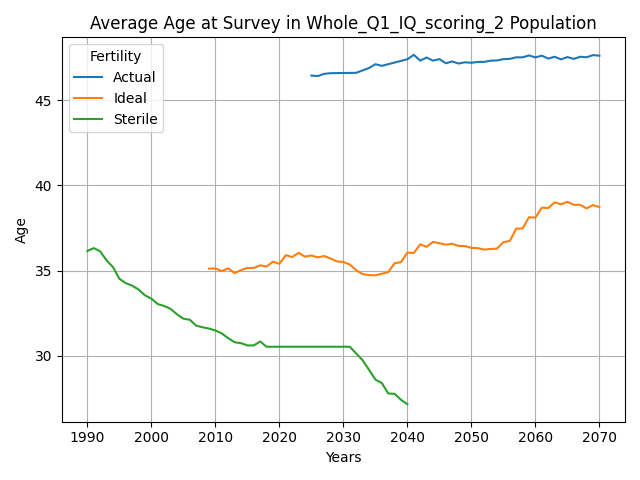 Average Age at Survey in Whole_Q1_IQ_scoring_2 Population
Fertility
Actual
Ideal
Sterile
Age
45
40
35
30
1990 2000 2010 2020 2030 2040 2050 2060 2070
Years